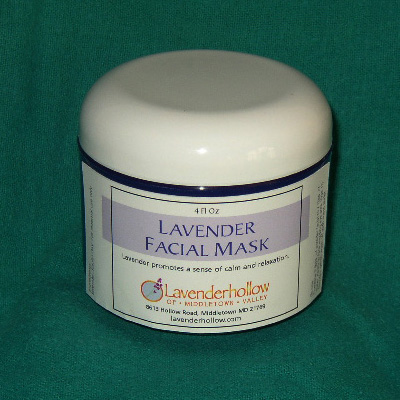 4 fl Oz
LAVENDER
FACIAL MASK
Lavender promotes a sense of calm and relaxation.
Lavenderhollow
OF • MIDDLETOWN • VALLEY
8613 Hollow Road, Middletown MD 21769
lavenderhollow.com